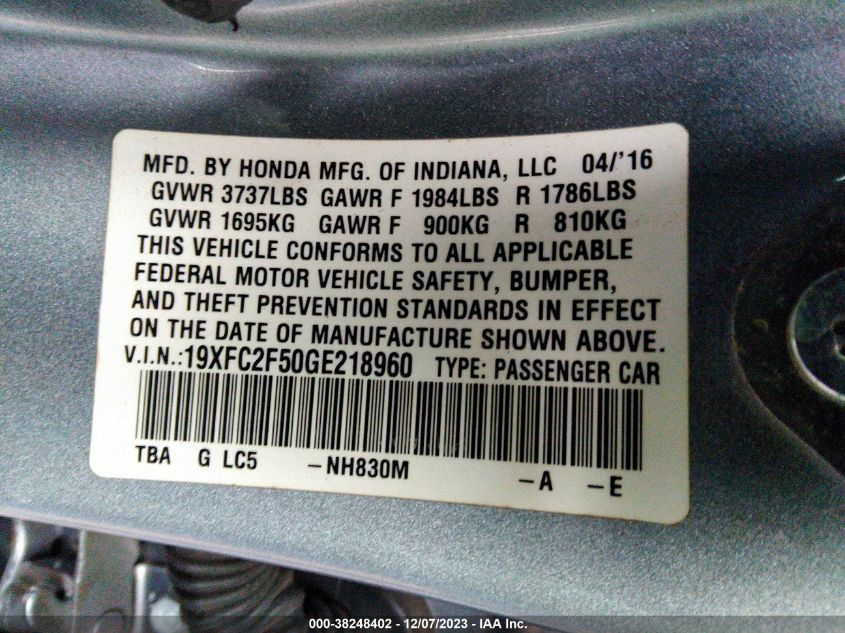 MFD. BY HONDA MFG. OF INDIANA, LLC 04/'16
GVWR 3737LBS GAWR F 1984LBS R 1786LBS
GVWR 1695KG GAWR F 900KG R 810KG
THIS VEHICLE CONFORMS TO ALL APPLICABLE
FEDERAL MOTOR VEHICLE SAFETY, BUMPER,
AND THEFT PREVENTION STANDARDS IN EFFECT
ON THE DATE OF MANUFACTURE SHOWN ABOVE.
V.I.N.:19XFC2F50GE218960 TYPE: PASSENGER CAR
TBA G LC5 -NH830M -A -E
000-38248402 - 12/07/2023 - IAA Inc.